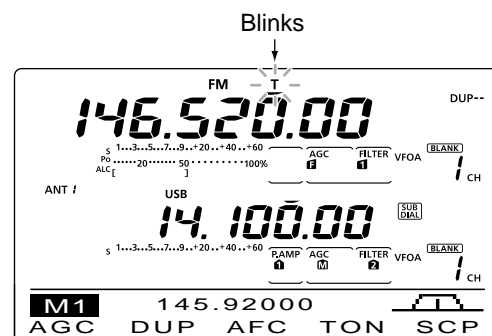 Blinks
FM T
146.520.00 DUP--
S 1...3...5...7...9...+20...+40...+60
Po ······20·······50··········100%
ALC [ ]
AGC FILTER VFOA BLANK
F 1 1 CH
ANT 1
USB
14.100.00 SUB DIAL
S 1...3...5...7...9...+20...+40...+60
P.AMP AGC FILTER VFOA BLANK
1 M 2 1 CH
M1 145.92000
AGC DUP AFC TON SCP